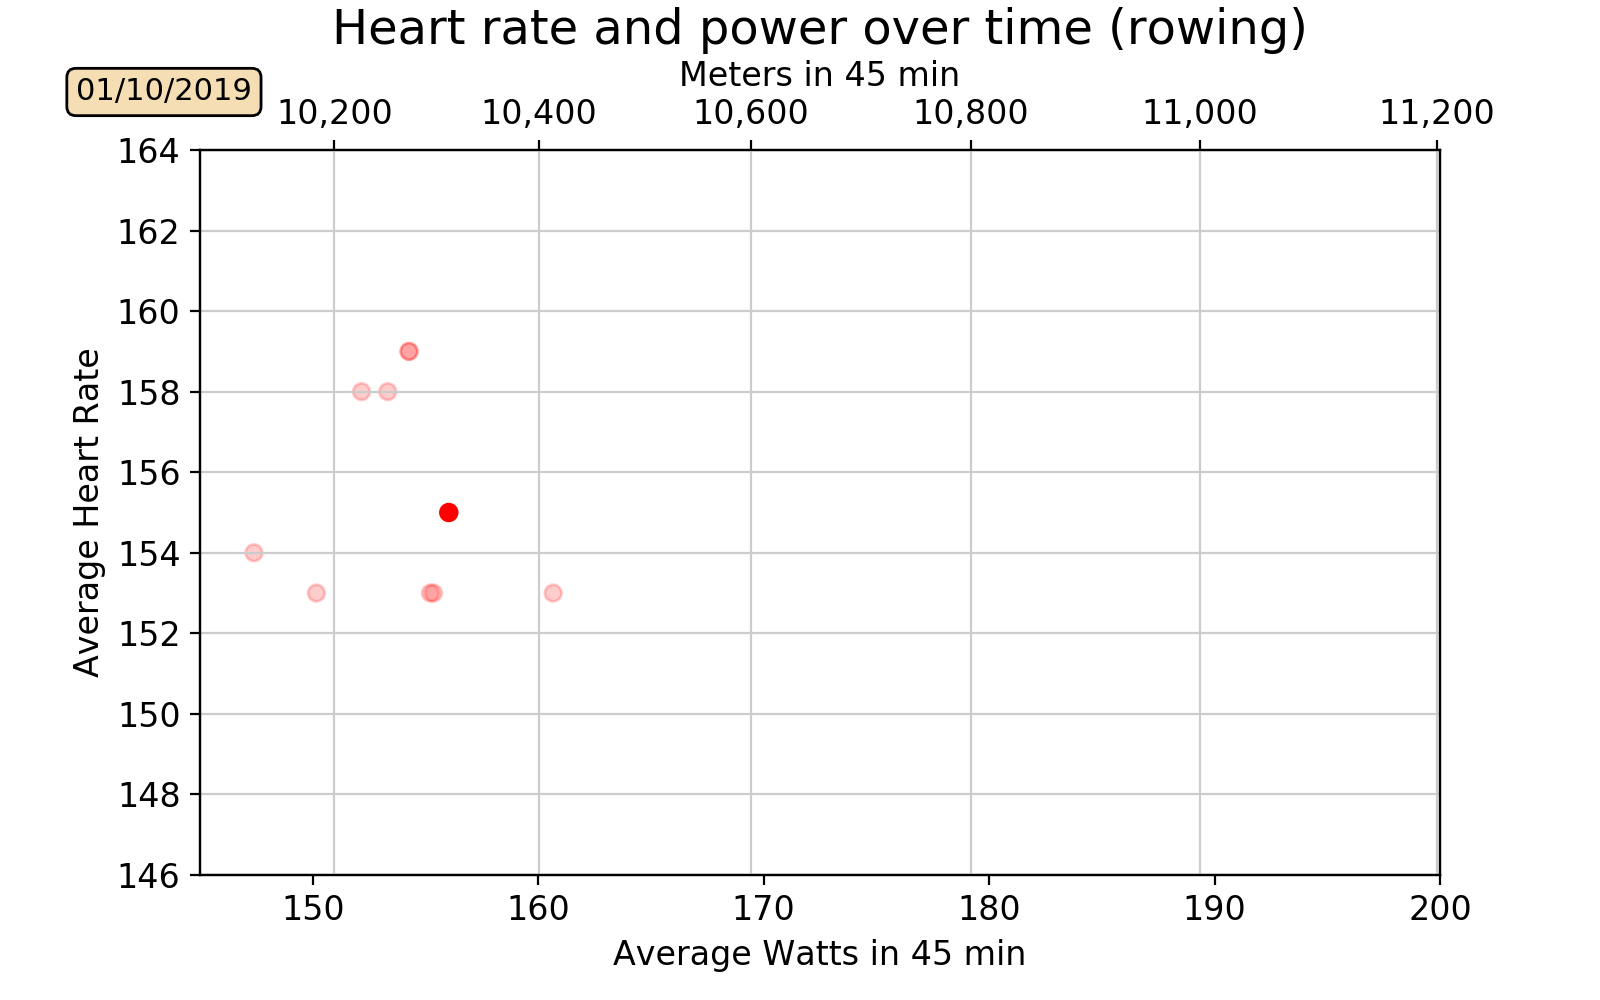 Heart rate and power over time (rowing)
Meters in 45 min
01/10/2019
10,200 10,400 10,600 10,800 11,000 11,200
164
162
160
158
156
154
152
150
148
146
Average Heart Rate
150 160 170 180 190 200
Average Watts in 45 min